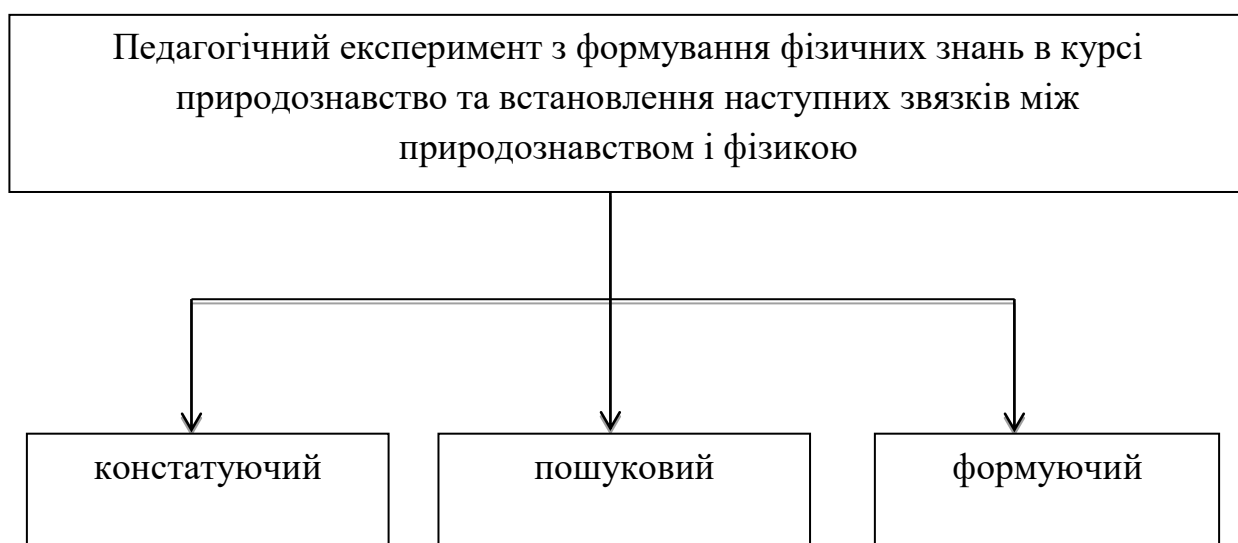 Педагогічний експеримент з формування фізичних знань в курсі
природознавство та встановлення наступних звязків між
природознавством і фізикою
констатуючий
пошуковий
формуючий